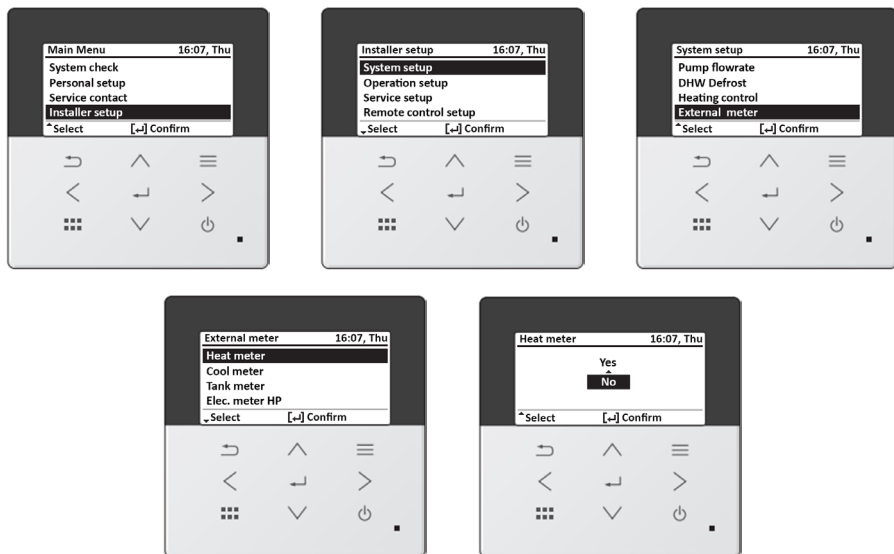 Main Menu 16:07, Thu
System check
Personal setup
Service contact
Installer setup
Select [↵] Confirm
Installer setup 16:07, Thu
System setup
Operation setup
Service setup
Remote control setup
Select [↵] Confirm
System setup 16:07, Thu
Pump flowrate
DHW Defrost
Heating control
External meter
Select [↵] Confirm
External meter 16:07, Thu
Heat meter
Cool meter
Tank meter
Elec. meter HP
Select [↵] Confirm
Heat meter 16:07, Thu
Yes
No
Select [↵] Confirm